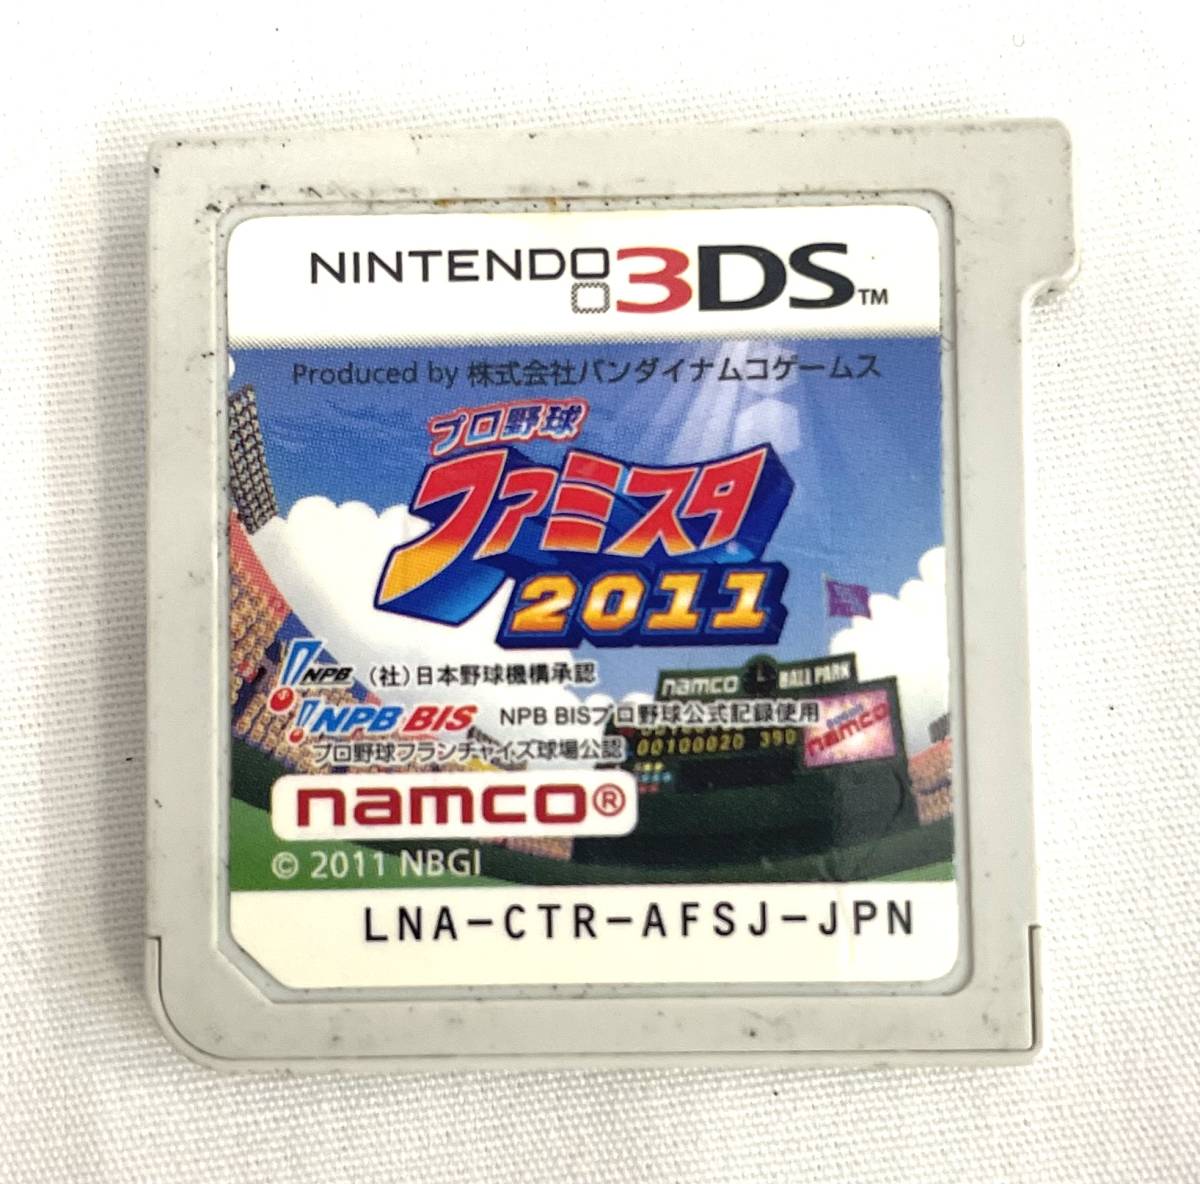 NINTENDO 3DS™
Produced by 株式会社バンダイナムコゲームス
プロ野球
ファミスタ
2011
NPB (社)日本野球機構承認
NPB BIS NPB BISプロ野球公式記録使用
プロ野球フランチャイズ球場公認
namco BALL PARK
namco
00100020 390
namco®
© 2011 NBGI
LNA-CTR-AFSJ-JPN